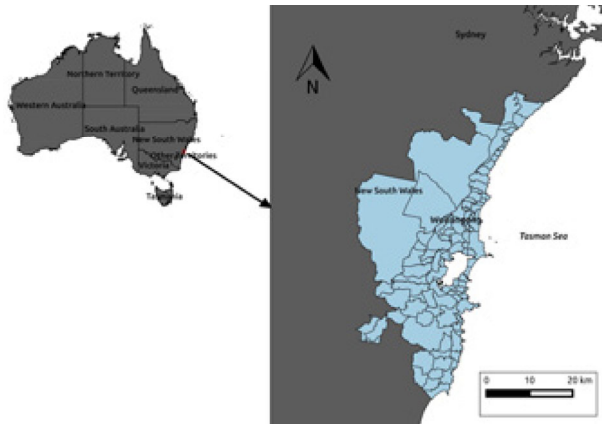 Northern Territory
Queensland
Western Australia
South Australia
New South Wales
Other Territories
Victoria
Tasmania
Sydney
N
New South Wales
Wollongong
Tasman Sea
0 10 20 km